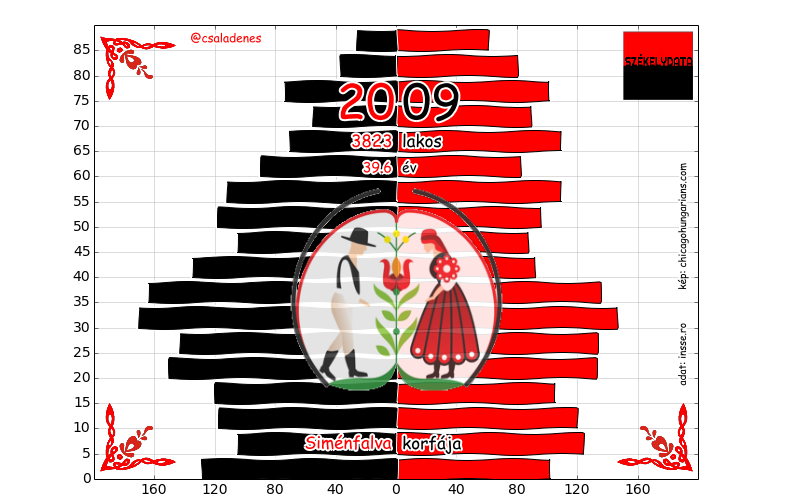 @csaladenes
SZÉKELYDATA
2009
3823 lakos
39.6 év
kép: chicagohungarians.com
adat: insse.ro
Siménfalva korfája
85
80
75
70
65
60
55
50
45
40
35
30
25
20
15
10
5
0
160 120 80 40 0 40 80 120 160